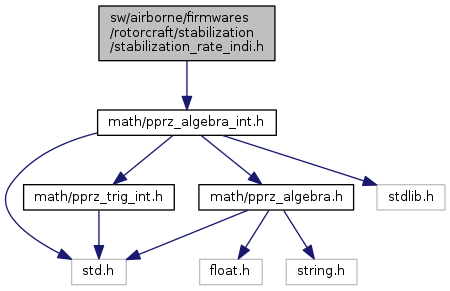 sw/airborne/firmwares
/rotorcraft/stabilization
/stabilization_rate_indi.h
math/pprz_algebra_int.h
math/pprz_trig_int.h
math/pprz_algebra.h
stdlib.h
std.h
float.h
string.h